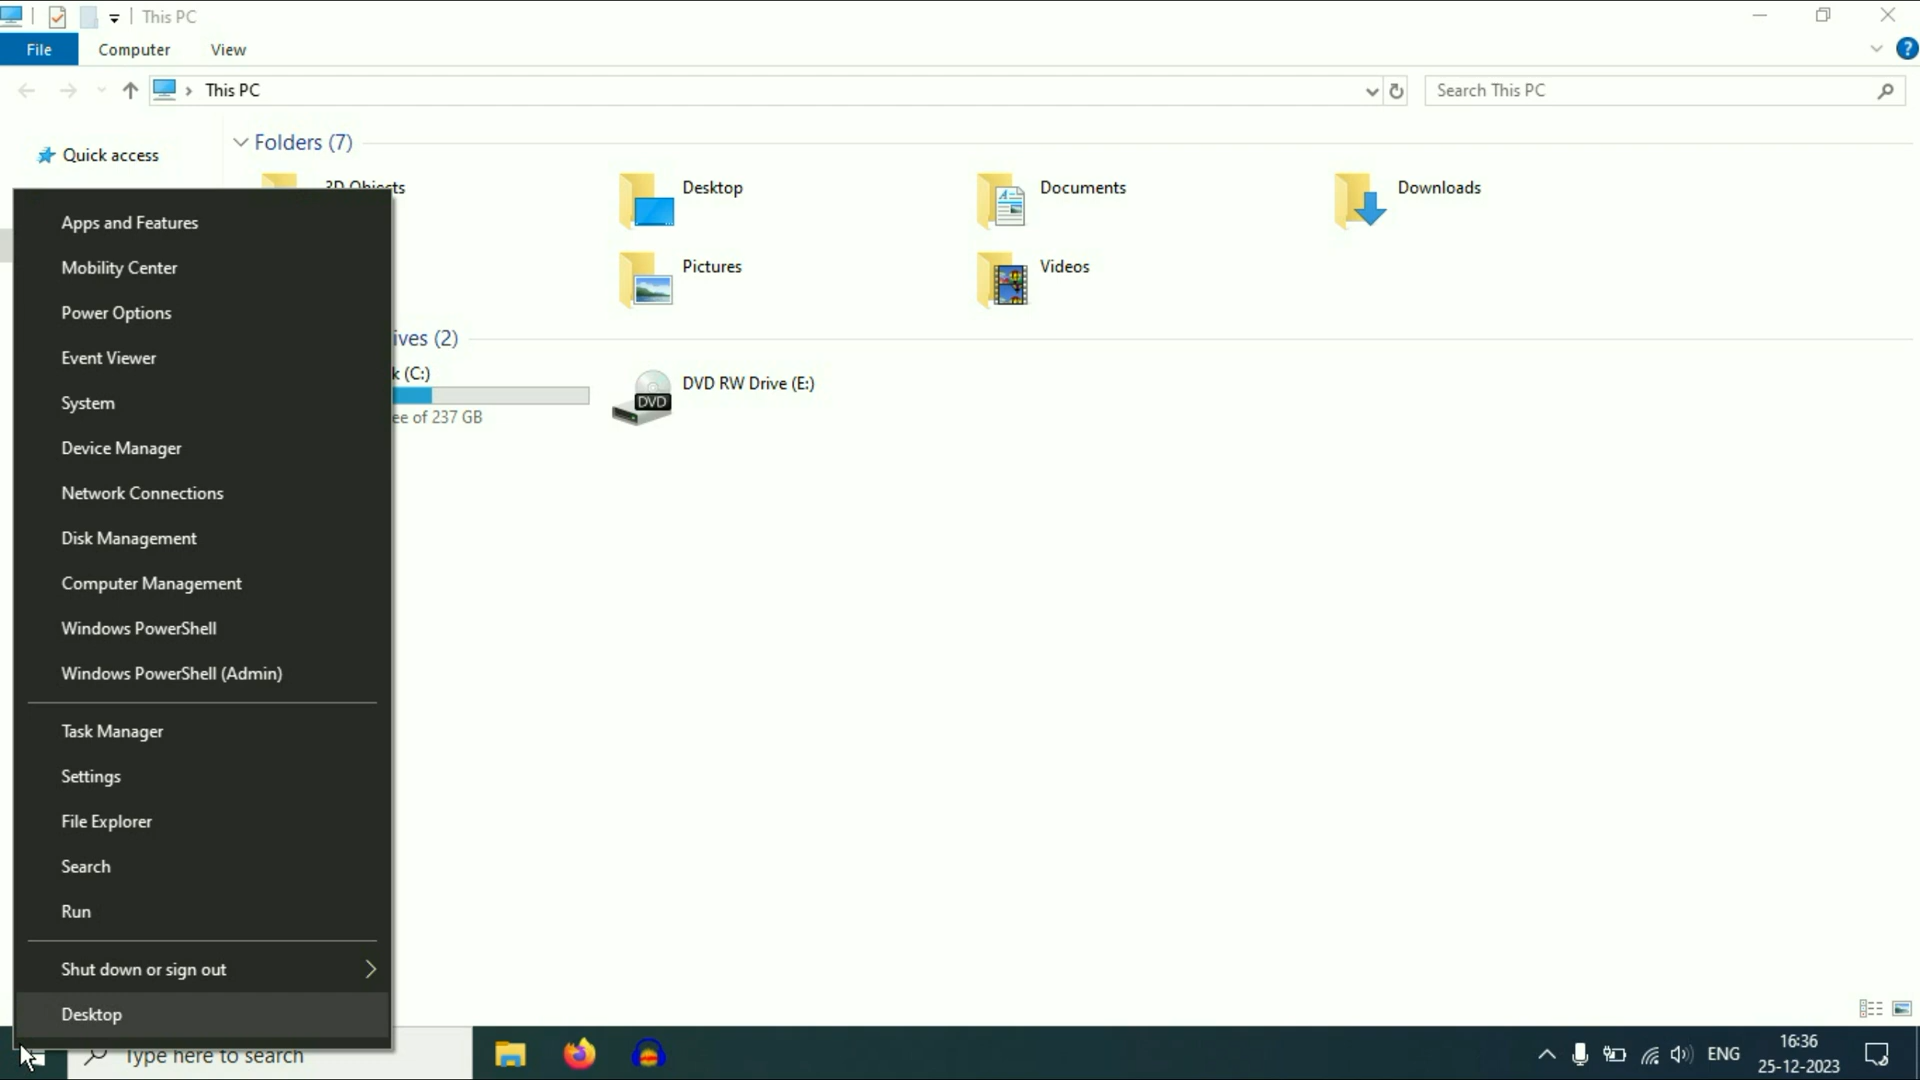 This PC
File
Computer
View
This PC
Search This PC
Quick access
Folders (7)
3D Objects
Desktop
Documents
Downloads
Pictures
Videos
ives (2)
k (C:)
ee of 237 GB
DVD
DVD RW Drive (E:)
Apps and Features
Mobility Center
Power Options
Event Viewer
System
Device Manager
Network Connections
Disk Management
Computer Management
Windows PowerShell
Windows PowerShell (Admin)
Task Manager
Settings
File Explorer
Search
Run
Shut down or sign out
Desktop
Type here to search
ENG
16:36
25-12-2023